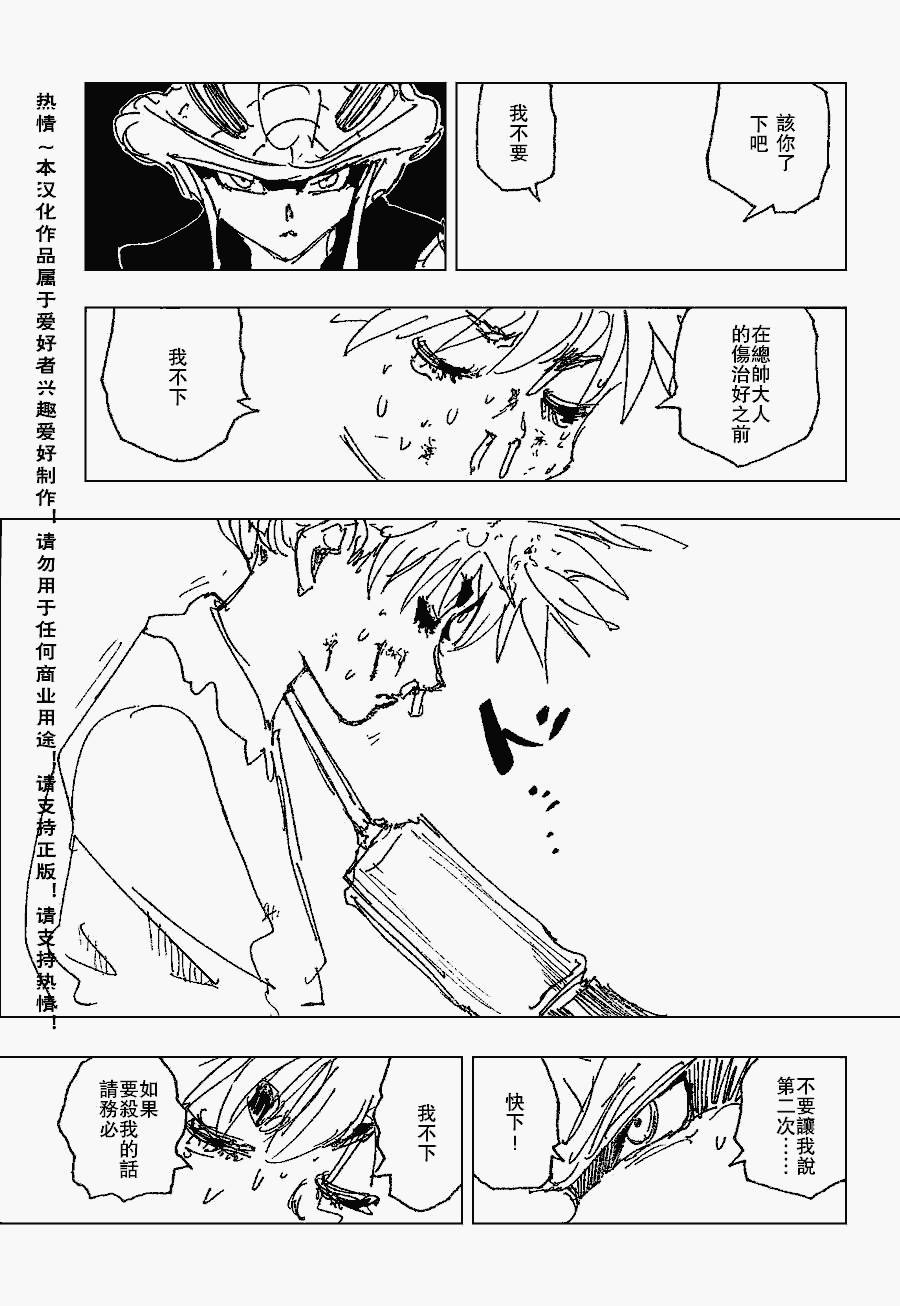 該你了
下吧
我不要
在總帥大人
的傷治好之前
我不下
ド
不要讓我說
第二次……
快下！
我不下
如果
要殺我的話
請務必
热情～本汉化作品属于爱好者兴趣爱好制作！请勿用于任何商业用途！请支持正版！请支持热情！